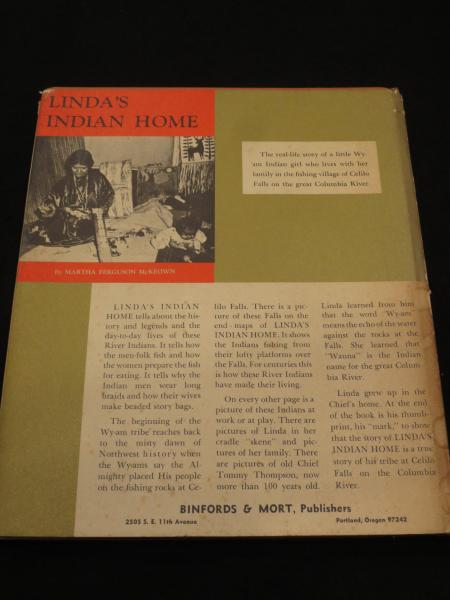 LINDA'S
INDIAN HOME
By MARTHA FERGUSON McKEOWN
The real-life story of a little Wy-
am Indian girl who lives with her
family in the fishing village of Celilo
Falls on the great Columbia River.
LINDA'S INDIAN
HOME tells about the his-
tory and legends and the
day-to-day lives of these
River Indians. It tells how
the men-folk fish and how
the women prepare the fish
for eating. It tells why the
Indian men wear long
braids and how their wives
make beaded story bags.
The beginning of the
Wy-am tribe reaches back
to the misty dawn of
Northwest history when
the Wy-ams say the Al-
mighty placed His people
on the fishing rocks at Ce-
lilo Falls. There is a pic-
ture of these Falls on the
end-maps of LINDA'S
INDIAN HOME. It shows
the Indians fishing from
their lofty platforms over
the Falls. For centuries this
is how these River Indians
have made their living.
On every other page is a
picture of these Indians at
work or at play. There are
pictures of Linda in her
cradle "skene" and pic-
tures of her family. There
are pictures of old Chief
Tommy Thompson, now
more than 100 years old.
Linda learned from him
that the word 'Wy-am'
means the echo of the water
against the rocks at the
Falls. She learned that
"Wauna" is the Indian
name for the great Colum-
bia River.
Linda grew up in the
Chief's home. At the end
of the book is his thumb-
print, his "mark," to show
that the story of LINDA'S
INDIAN HOME is a true
story of his tribe at Celilo
Falls on the Columbia
River.
BINFORDS & MORT, Publishers
2505 S. E. 11th Avenue
Portland, Oregon 97242